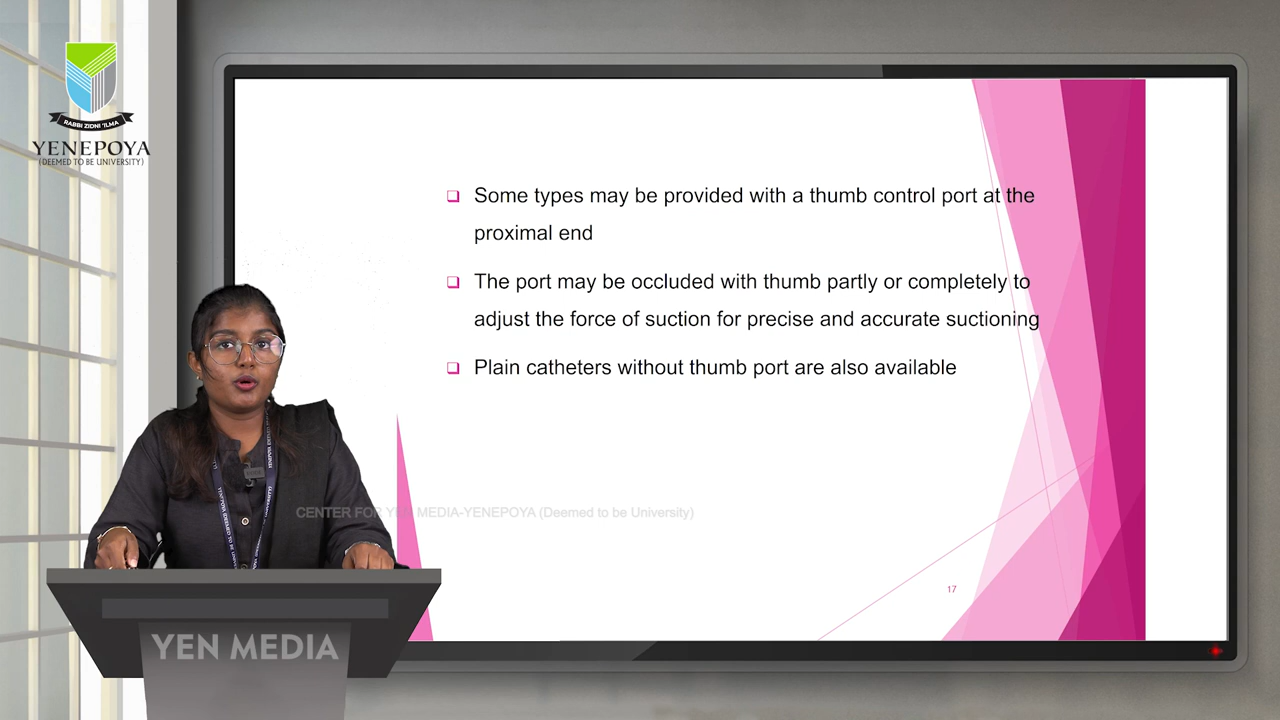 RABBI ZIDNI 'ILMA
YENEPOYA
(DEEMED TO BE UNIVERSITY)
❑ Some types may be provided with a thumb control port at the
proximal end
❑ The port may be occluded with thumb partly or completely to
adjust the force of suction for precise and accurate suctioning
❑ Plain catheters without thumb port are also available
CENTER FOR YEN MEDIA-YENEPOYA (Deemed to be University)
17
YEN MEDIA